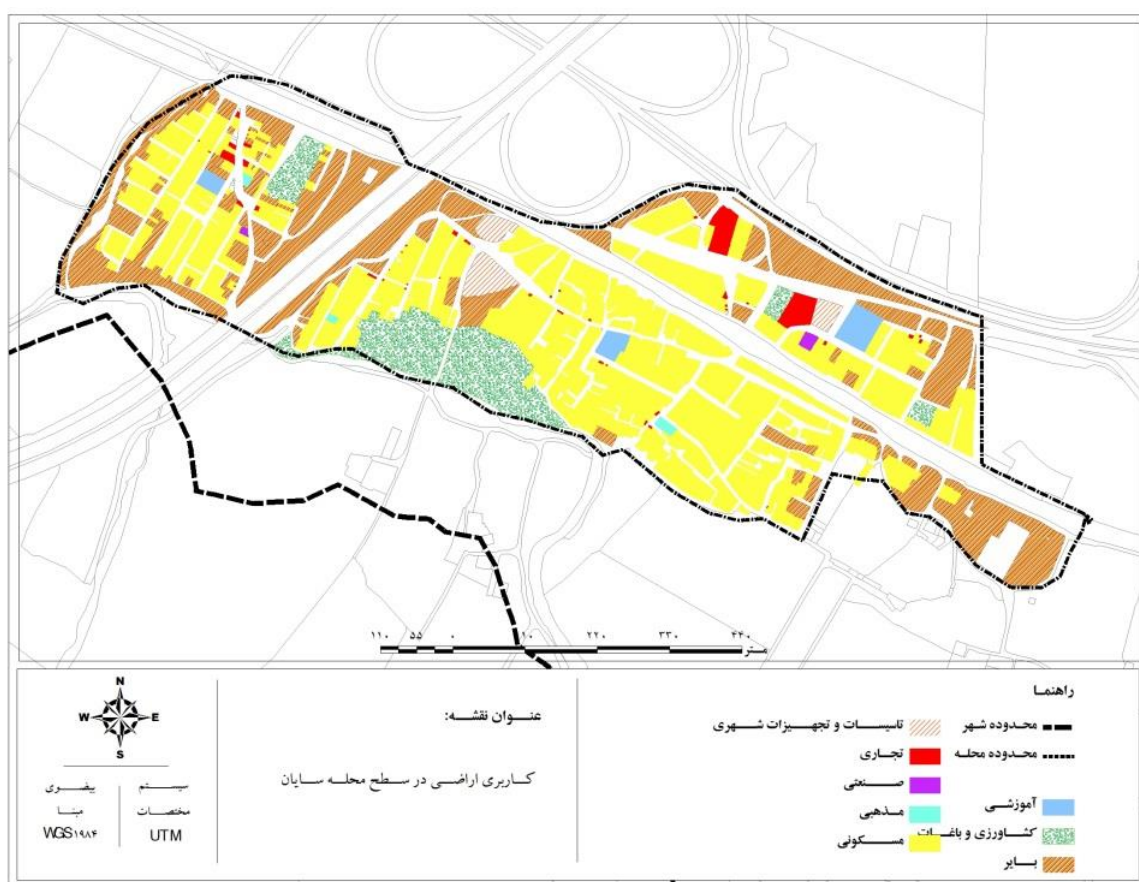 ۱۱۰ ۵۵ ۰ ۱۱۰ ۲۲۰ ۳۳۰ ۴۴۰
متر
راهنما
محدوده شهر
محدوده محله
آموزشی
کشاورزی و باغات
بایر
تاسیسات و تجهیزات شهری
تجاری
صنعتی
مذهبی
مسکونی
عنوان نقشه:
کاربری اراضی در سطح محله سایان
N
W E
S
سیستم
مختصات
UTM
بیضوی
مبنا
WGS۱۹۸۴